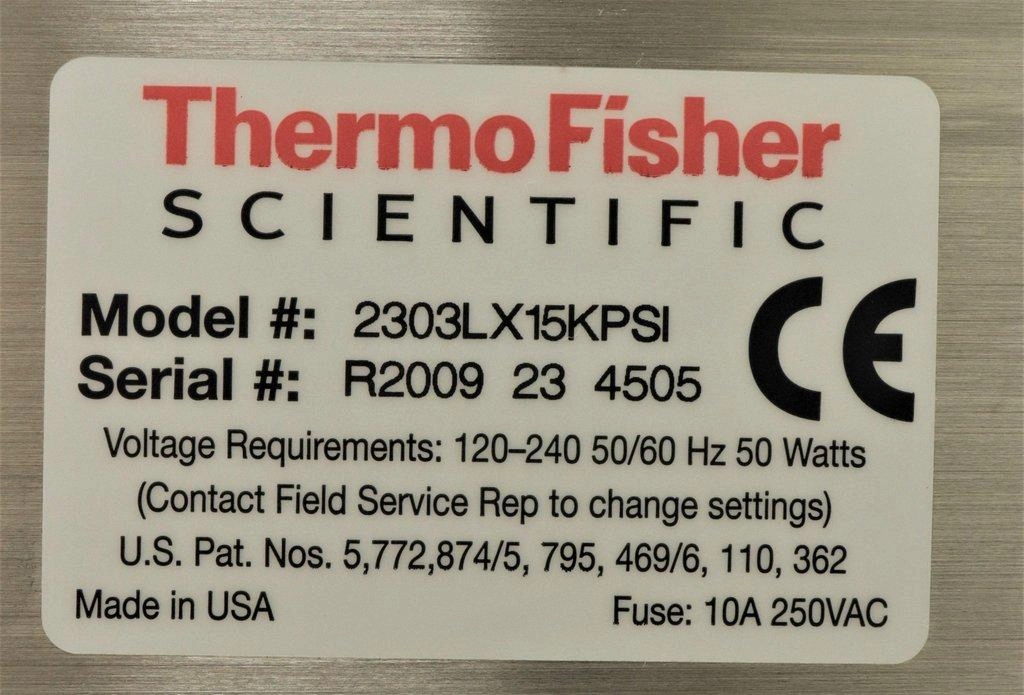 ThermoFisher
SCIENTIFIC
Model #: 2303LX15KPSI
Serial #: R2009 23 4505
CE
Voltage Requirements: 120–240 50/60 Hz 50 Watts
(Contact Field Service Rep to change settings)
U.S. Pat. Nos. 5,772,874/5, 795, 469/6, 110, 362
Made in USA
Fuse: 10A 250VAC